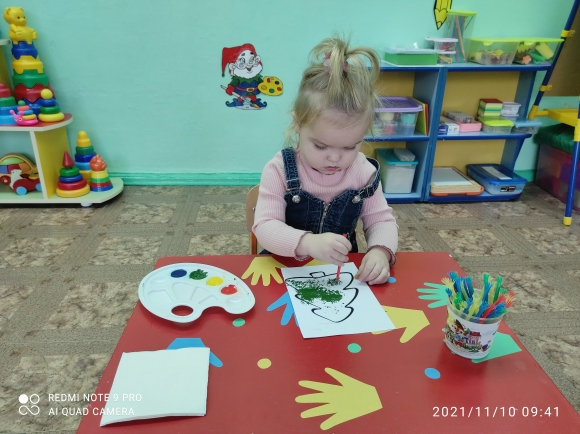 REDMI NOTE 9 PRO
AI QUAD CAMERA
2021/11/10 09:41